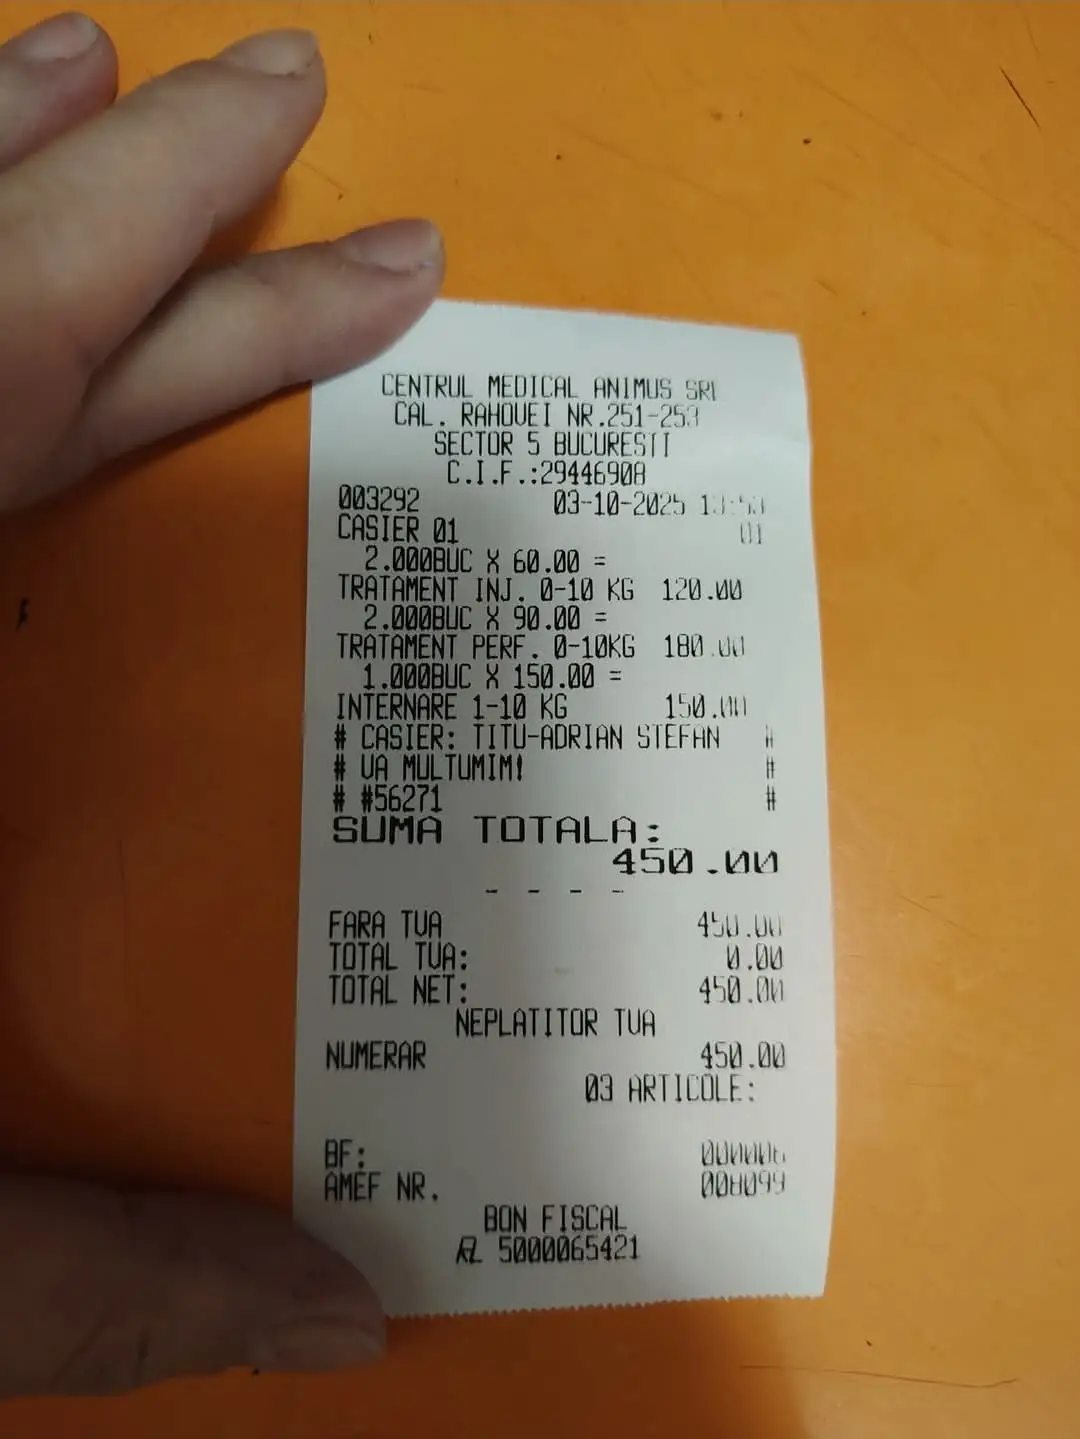 CENTRUL MEDICAL ANIMUS SRL
CAL. RAHOVEI NR.251-253
SECTOR 5 BUCURESTI
C.I.F.:29446908
003292 03-10-2025 13:53
CASIER 01 01
2.000BUC X 60.00 =
TRATAMENT INJ. 0-10 KG 120.00
2.000BUC X 90.00 =
TRATAMENT PERF. 0-10KG 180.00
1.000BUC X 150.00 =
INTERNARE 1-10 KG 150.00
# CASIER: TITU-ADRIAN STEFAN #
# VA MULTUMIM! #
# #56271 #
SUMA TOTALA:
450.00
- - - -
FARA TVA 450.00
TOTAL TVA: 0.00
TOTAL NET: 450.00
NEPLATITOR TVA
NUMERAR 450.00
03 ARTICOLE:
BF: 000006
AMEF NR. 008099
BON FISCAL
5000065421